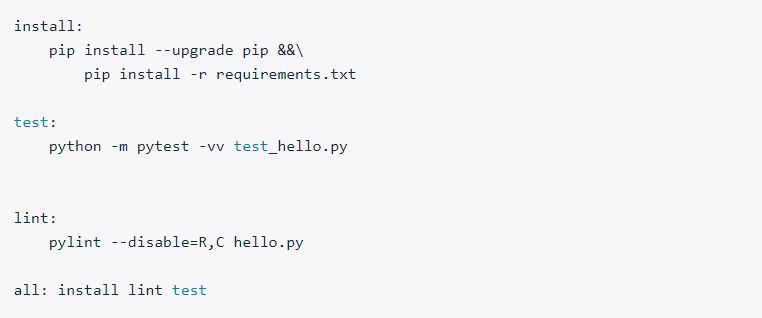 install:
    pip install --upgrade pip &&\
        pip install -r requirements.txt
test:
    python -m pytest -vv test_hello.py
lint:
    pylint --disable=R,C hello.py
all: install lint test